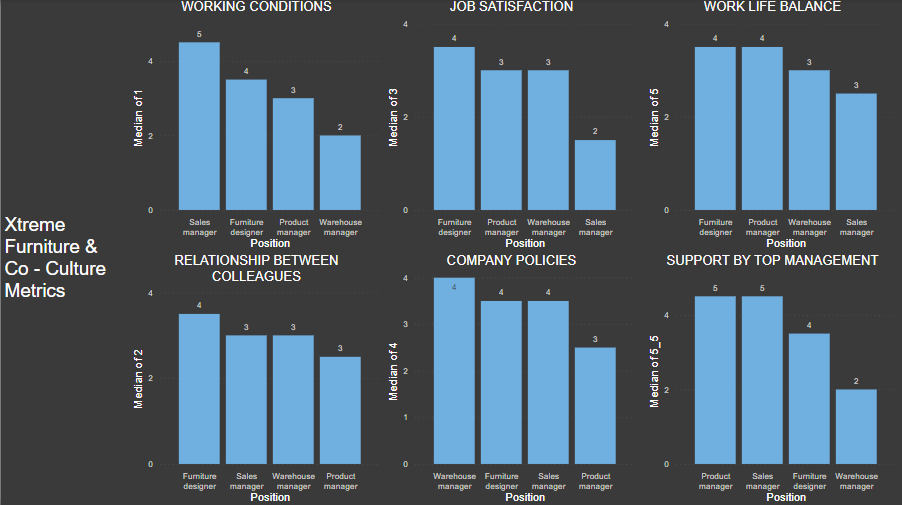 Xtreme
Furniture &
Co - Culture
Metrics
WORKING CONDITIONS
Median of 1
4
2
0
5
4
3
2
Sales
manager
Furniture
designer
Product
manager
Warehouse
manager
Position
JOB SATISFACTION
Median of 3
4
2
0
4
3
3
2
Furniture
designer
Product
manager
Warehouse
manager
Sales
manager
Position
WORK LIFE BALANCE
Median of 5
4
2
0
4
4
3
3
Furniture
designer
Product
manager
Warehouse
manager
Sales
manager
Position
RELATIONSHIP BETWEEN
COLLEAGUES
Median of 2
4
2
0
4
3
3
3
Furniture
designer
Sales
manager
Warehouse
manager
Product
manager
Position
COMPANY POLICIES
Median of 4
4
3
2
1
0
4
4
4
3
Warehouse
manager
Furniture
designer
Sales
manager
Product
manager
Position
SUPPORT BY TOP MANAGEMENT
Median of 5_5
4
2
0
5
5
4
2
Product
manager
Sales
manager
Furniture
designer
Warehouse
manager
Position